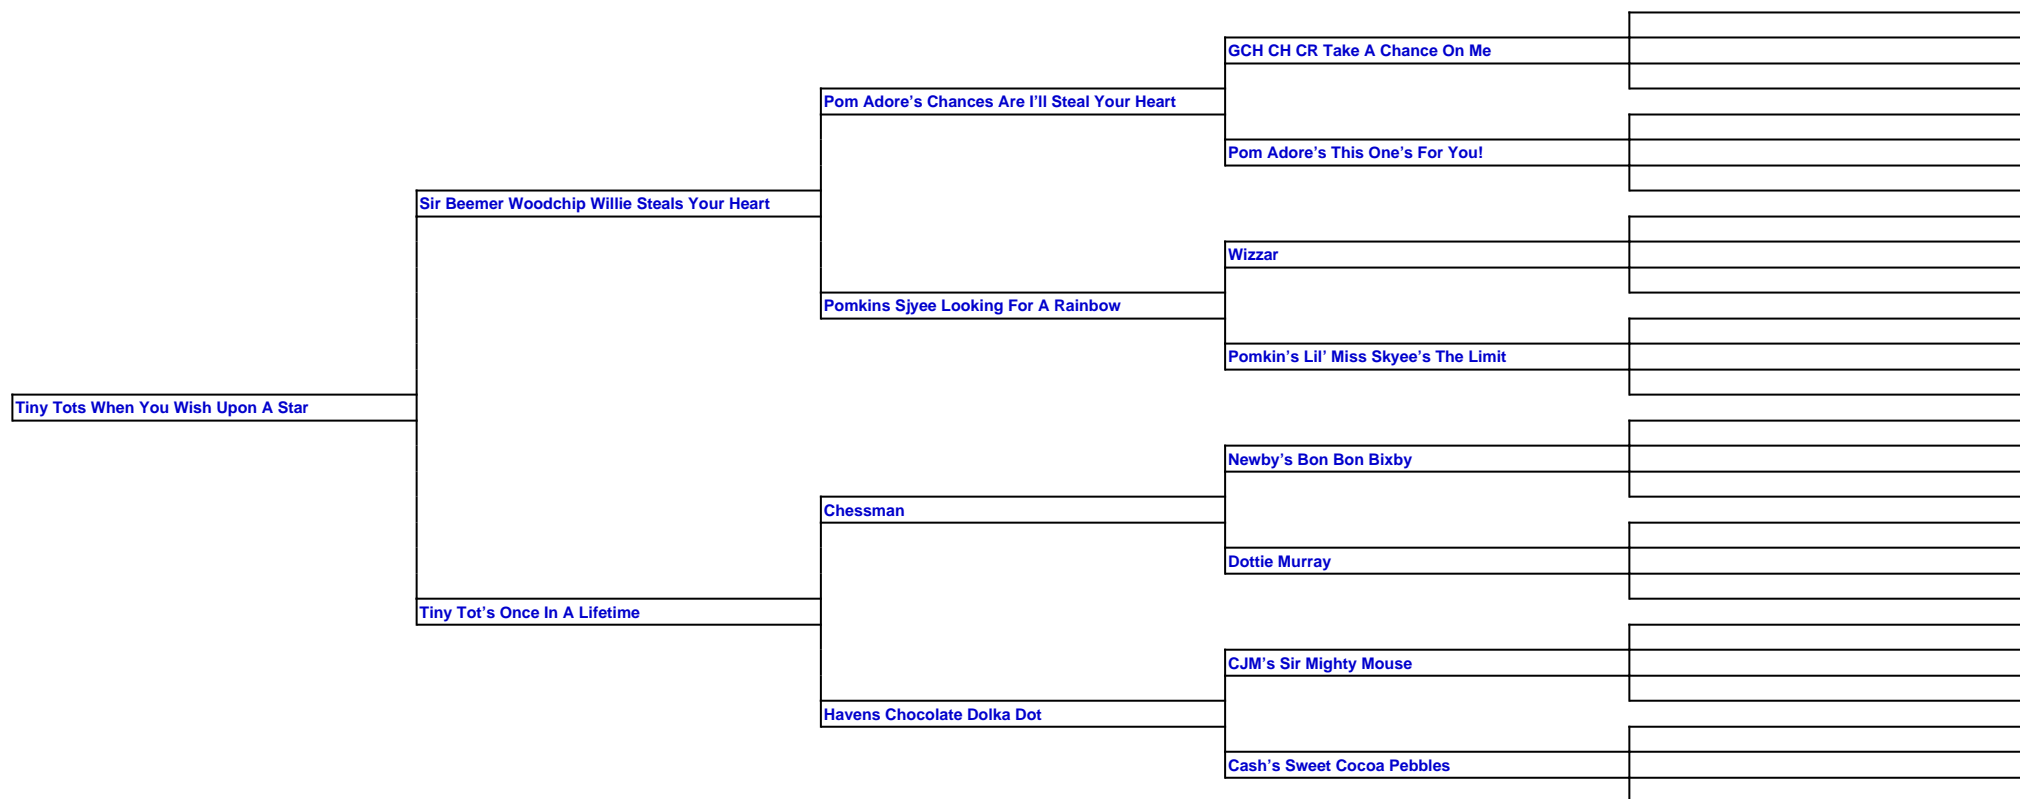 GCH CH CR Take A Chance On Me
Pom Adore’s Chances Are I’ll Steal Your Heart
Pom Adore’s This One’s For You!
Sir Beemer Woodchip Willie Steals Your Heart
Wizzar
Pomkins Sjyee Looking For A Rainbow
Pomkin’s Lil’ Miss Skyee’s The Limit
Tiny Tots When You Wish Upon A Star
Newby’s Bon Bon Bixby
Chessman
Dottie Murray
Tiny Tot’s Once In A Lifetime
CJM’s Sir Mighty Mouse
Havens Chocolate Dolka Dot
Cash’s Sweet Cocoa Pebbles